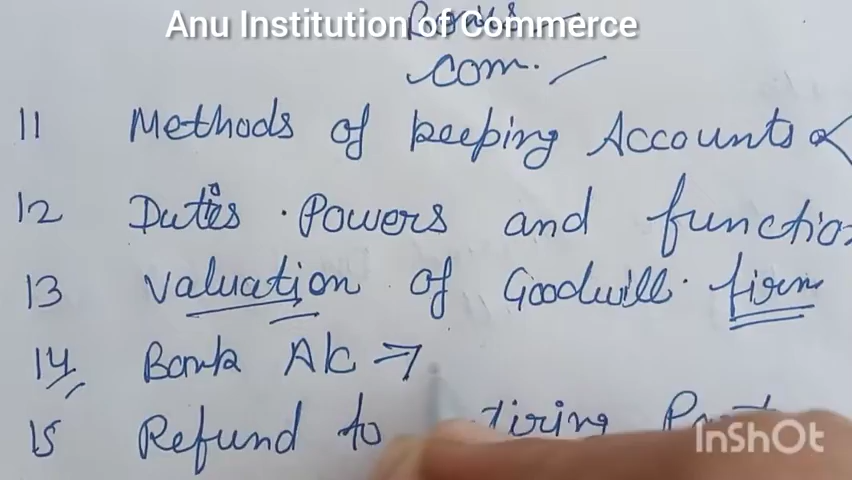 Anu Institution of Commerce
com.
11 Methods of keeping Accounts
12 Duties . Powers and functio
13 valuation of Goodwill. firm
14 Bank A/c ⇒
15 Refund to
InShOt